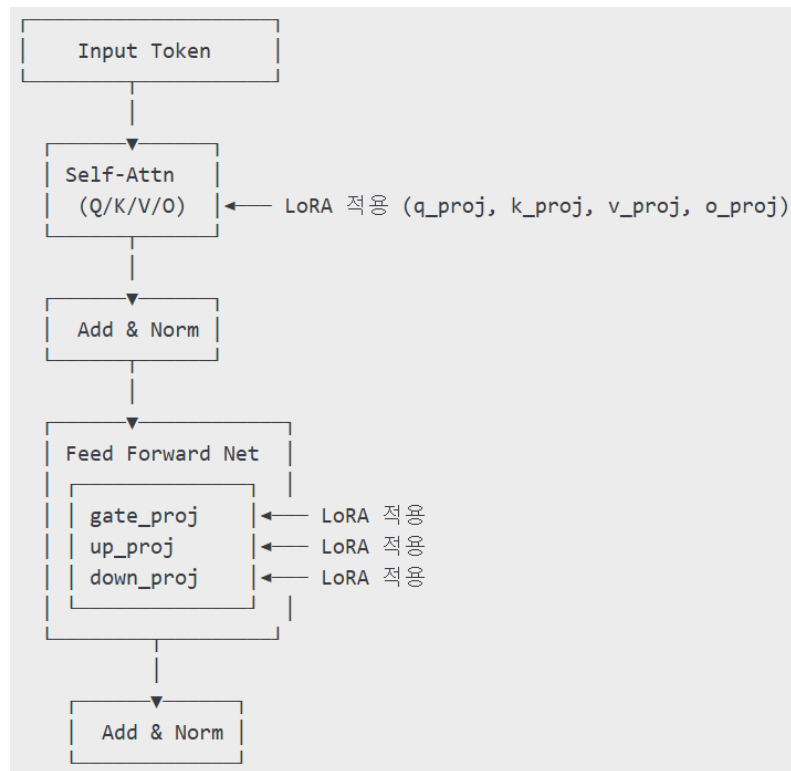 Input Token
Self-Attn
(Q/K/V/O) ◄── LoRA 적용 (q_proj, k_proj, v_proj, o_proj)
Add & Norm
Feed Forward Net
gate_proj ◄── LoRA 적용
up_proj ◄── LoRA 적용
down_proj ◄── LoRA 적용
Add & Norm